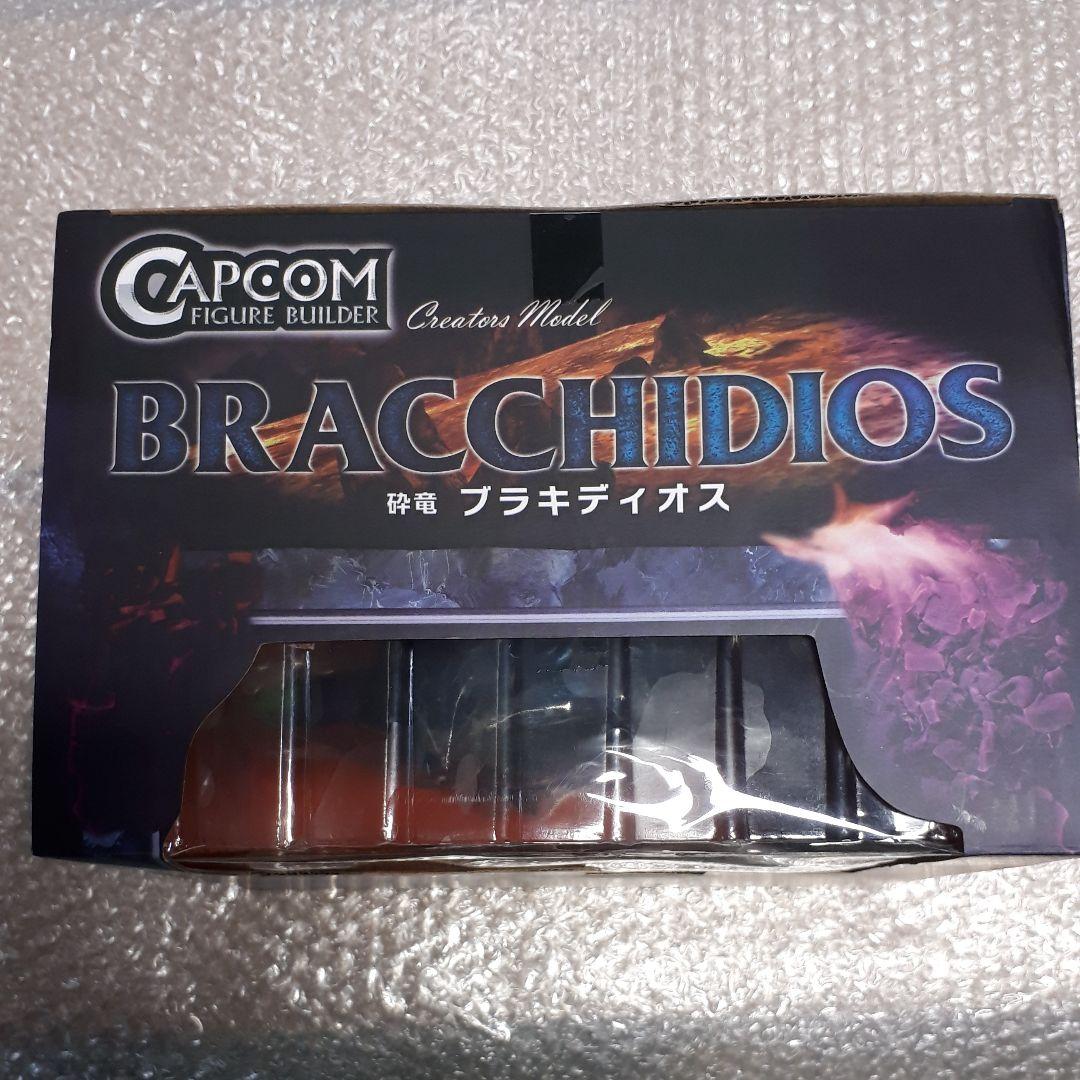 CAPCOM
FIGURE BUILDER
Creators Model
BRACCHIDIOS
砕竜 ブラキディオス